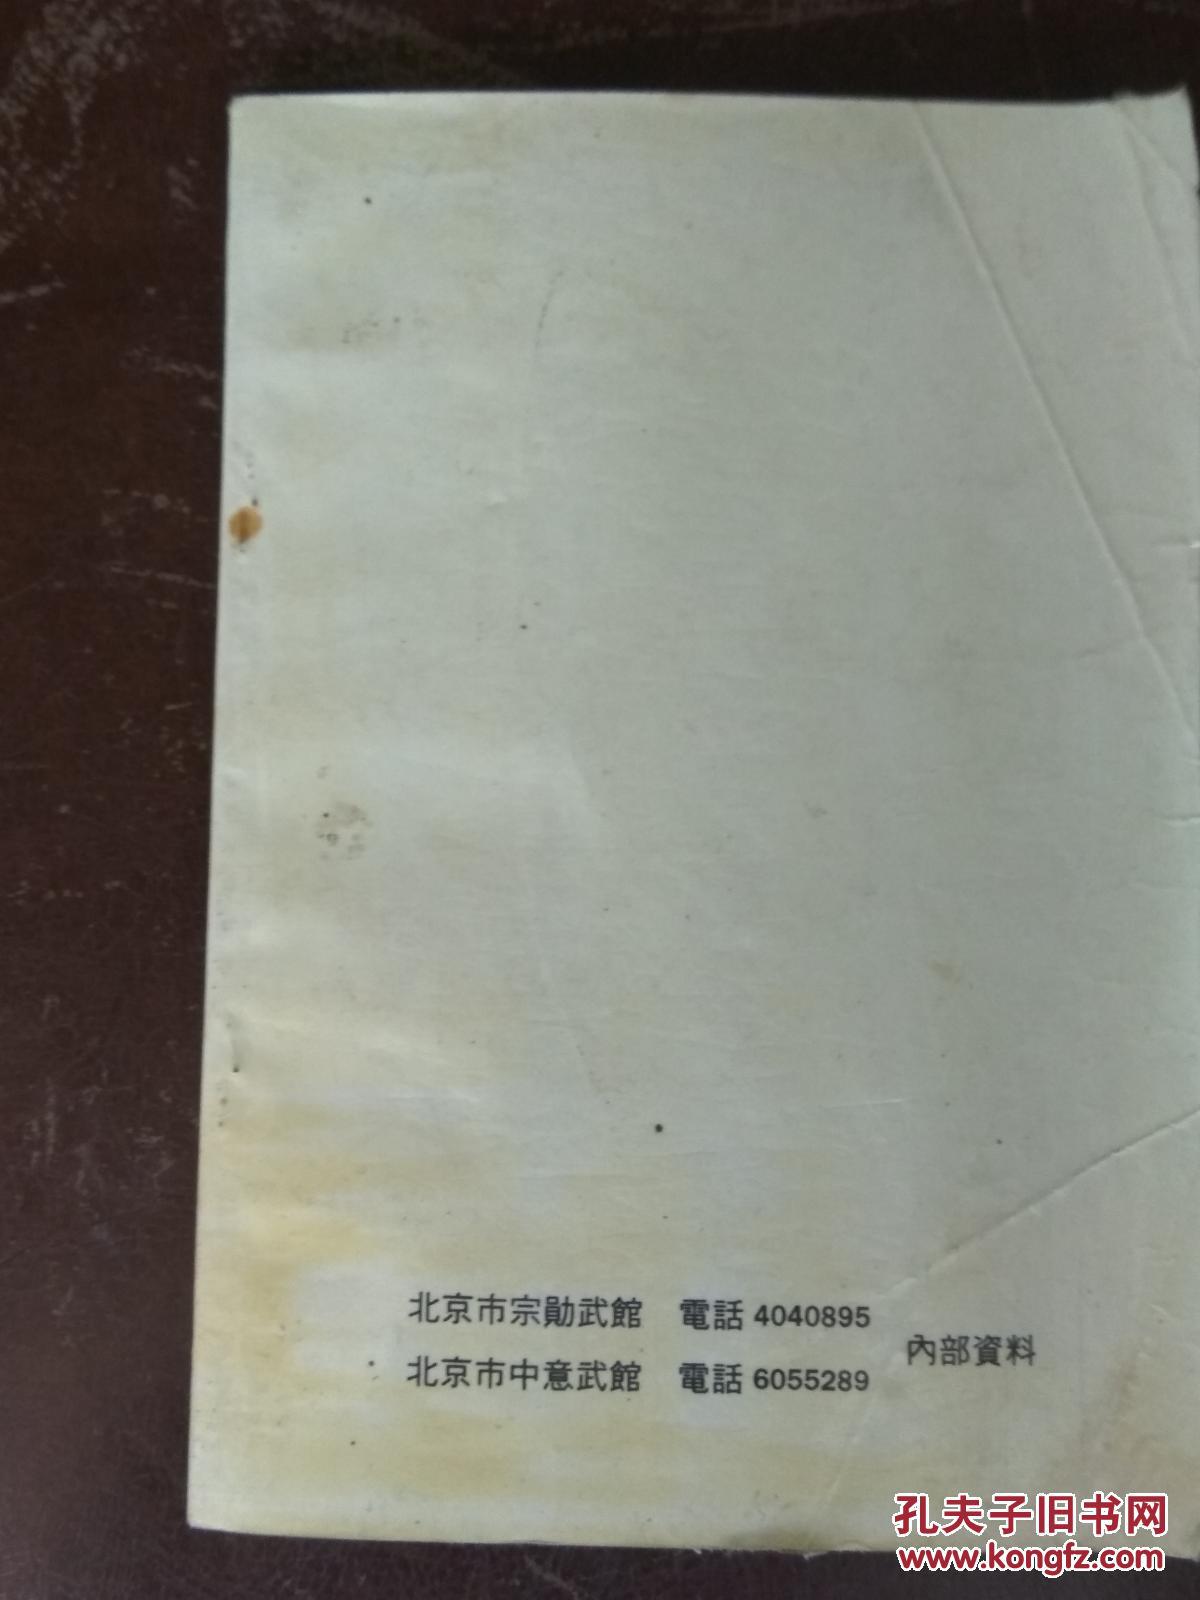 北京市宗勛武館 電話 4040895
北京市中意武館 電話 6055289
內部資料
孔夫子旧书网
www.kongfz.com